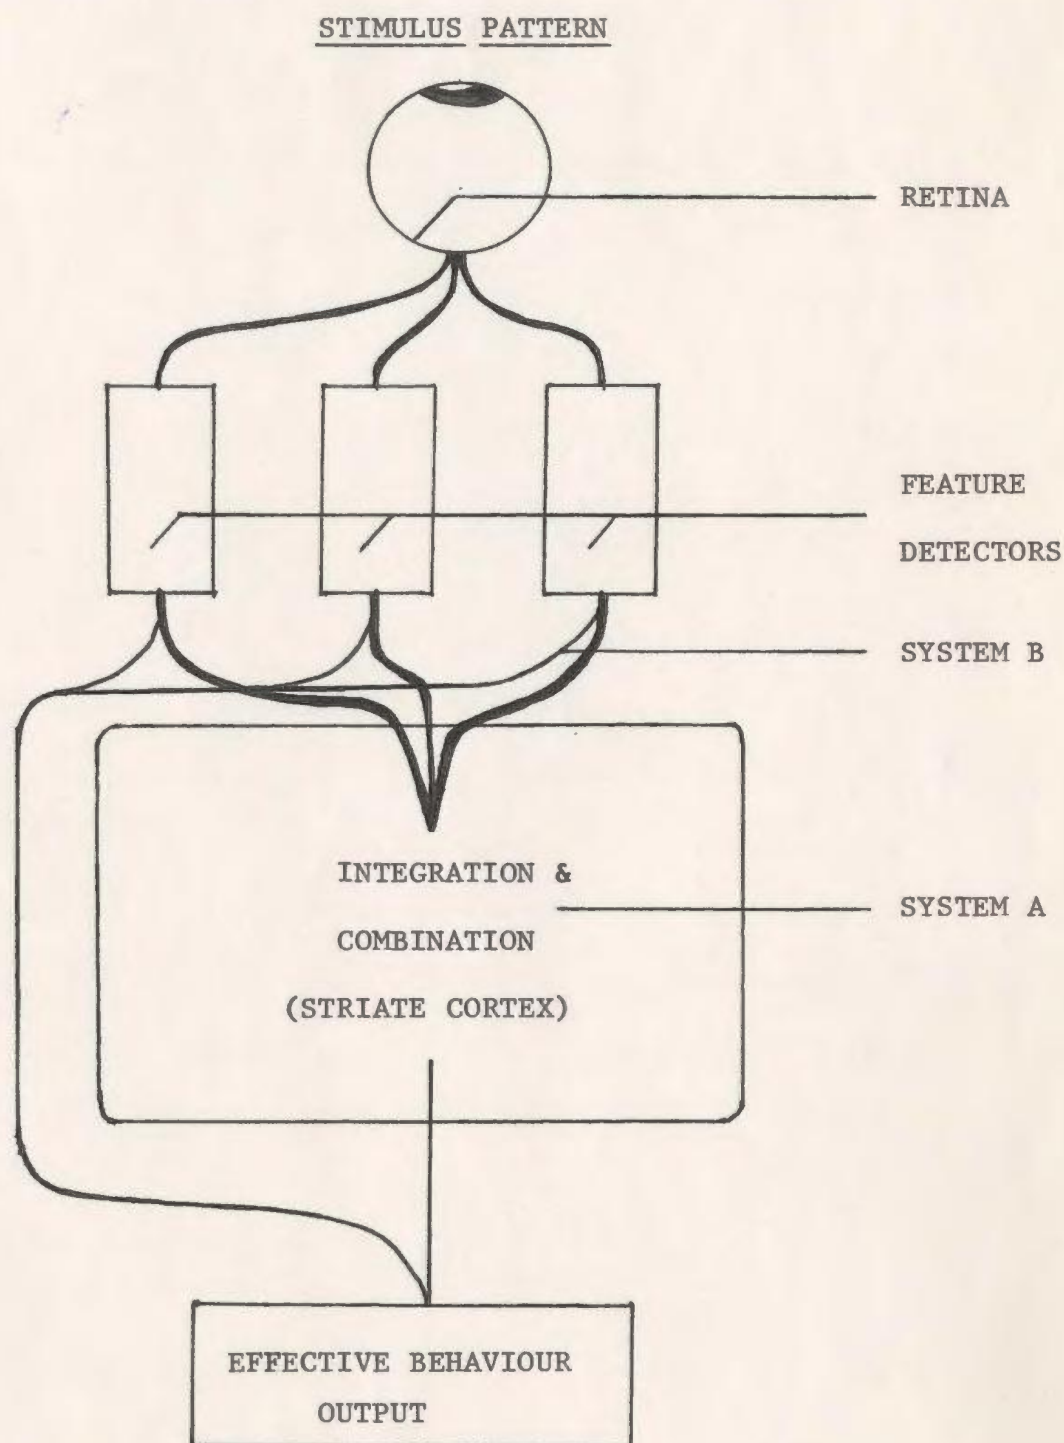 STIMULUS PATTERN
RETINA
FEATURE
DETECTORS
SYSTEM B
INTEGRATION &
COMBINATION
(STRIATE CORTEX)
SYSTEM A
EFFECTIVE BEHAVIOUR
OUTPUT